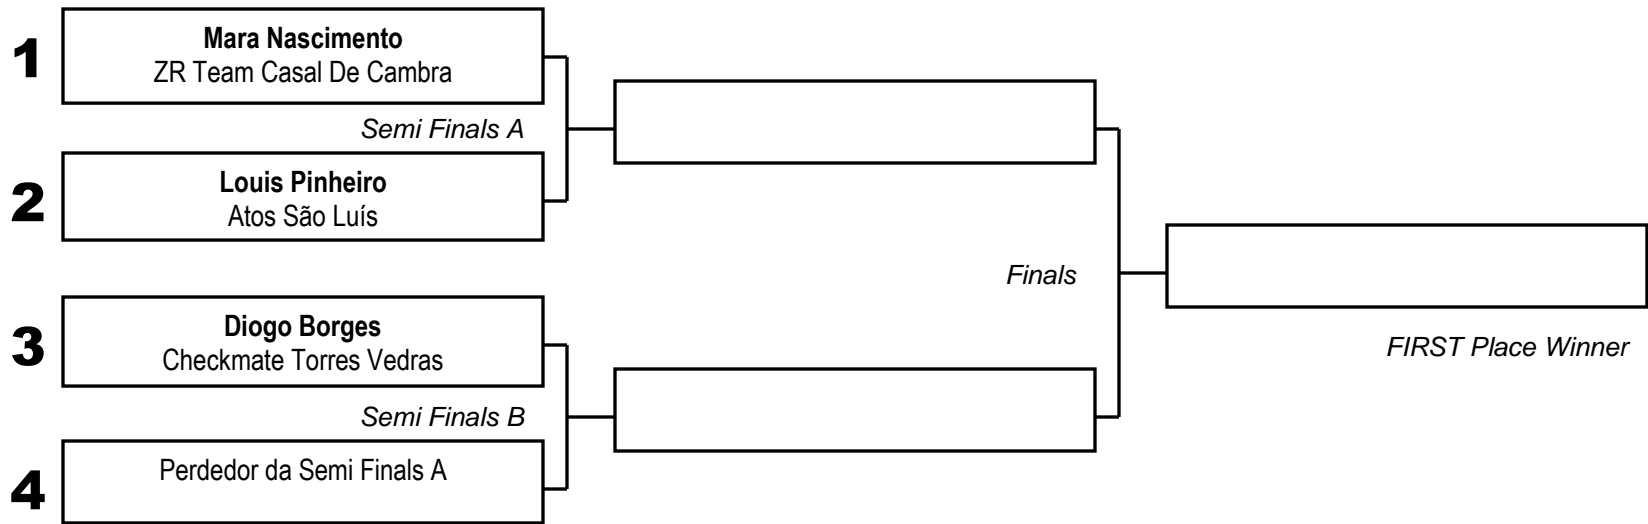 1
Mara Nascimento
ZR Team Casal De Cambra
Semi Finals A
2
Louis Pinheiro
Atos São Luís
3
Diogo Borges
Checkmate Torres Vedras
Semi Finals B
4
Perdedor da Semi Finals A
Finals
FIRST Place Winner